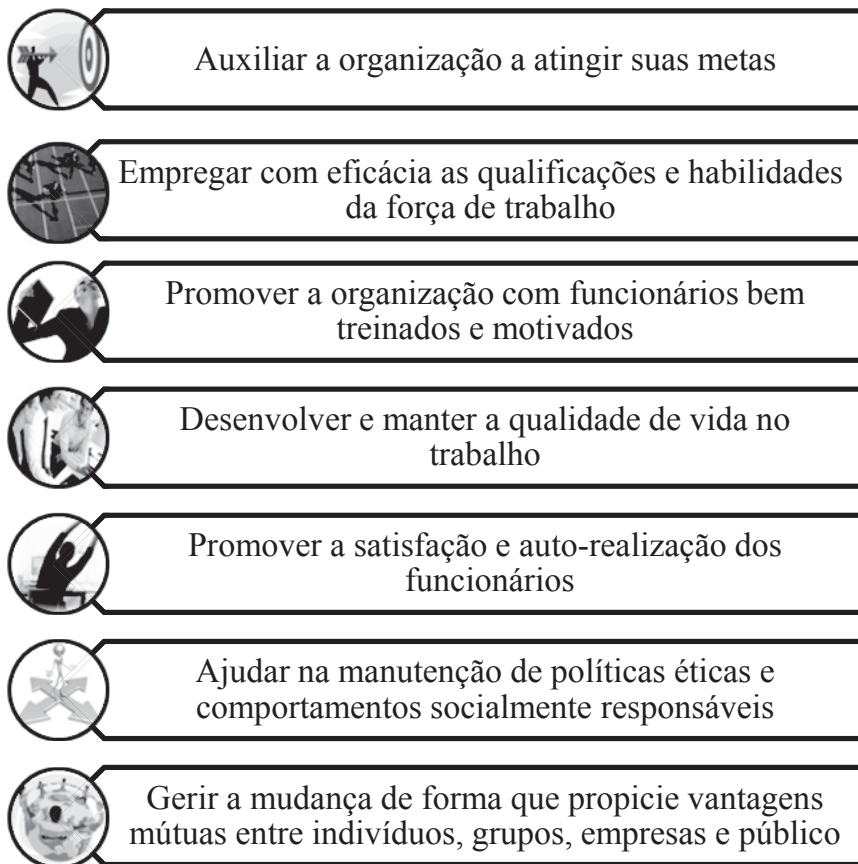 Auxiliar a organização a atingir suas metas
Empregar com eficácia as qualificações e habilidades
da força de trabalho
Promover a organização com funcionários bem
treinados e motivados
Desenvolver e manter a qualidade de vida no
trabalho
Promover a satisfação e auto-realização dos
funcionários
Ajudar na manutenção de políticas éticas e
comportamentos socialmente responsáveis
Gerir a mudança de forma que propicie vantagens
mútuas entre indivíduos, grupos, empresas e público